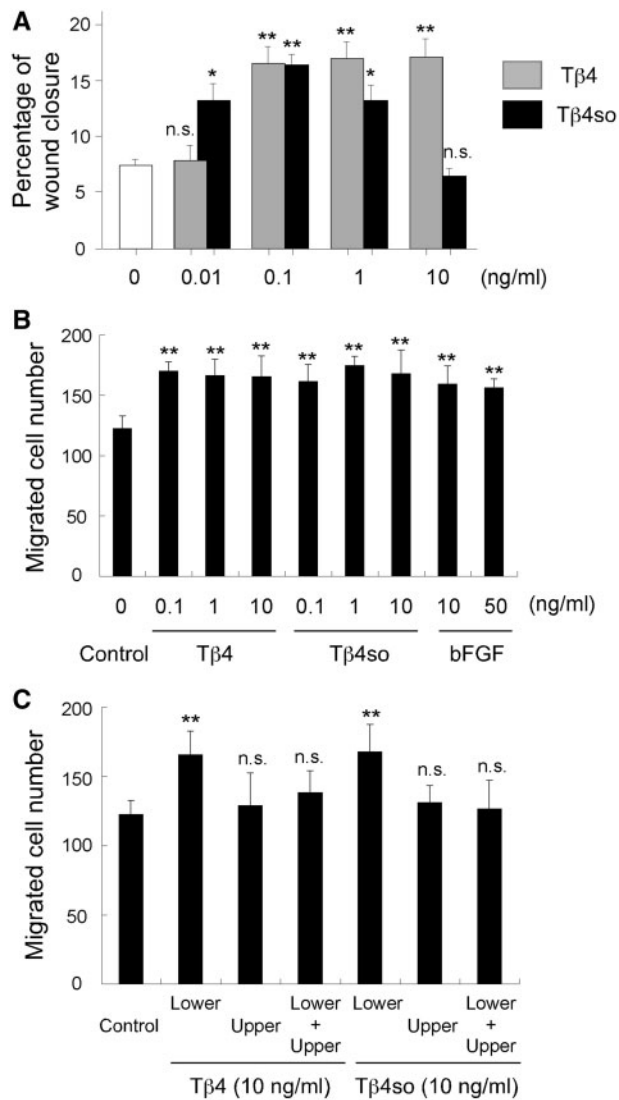 A
Percentage of
wound closure
20
15
10
5
0
n.s.
*
**
**
**
*
**
n.s.
Tβ4
Tβ4so
0 0.01 0.1 1 10 (ng/ml)
B
Migrated cell number
200
150
100
50
0
** ** ** ** ** ** ** **
0 0.1 1 10 0.1 1 10 10 50 (ng/ml)
Control Tβ4 Tβ4so bFGF
C
Migrated cell number
200
150
100
50
0
** n.s. n.s. ** n.s. n.s.
Control
Lower
Upper
Lower
+
Upper
Lower
Upper
Lower
+
Upper
Tβ4 (10 ng/ml) Tβ4so (10 ng/ml)